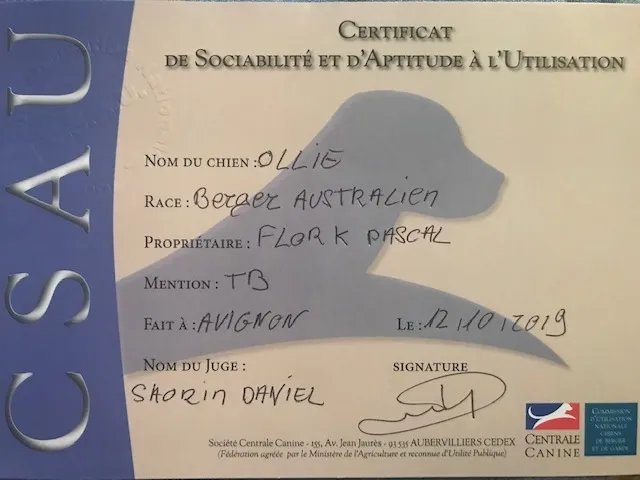 CSAU
CERTIFICAT
DE SOCIABILITÉ ET D'APTITUDE À L'UTILISATION
NOM DU CHIEN : OLLIE
RACE : BERGER AUSTRALIEN
PROPRIÉTAIRE : FLORK PASCAL
MENTION : TB
FAIT À : AVIGNON LE : 12/10/2019
NOM DU JUGE : SIGNATURE
SAORIN DANIEL
Société Centrale Canine - 155, Av. Jean Jaurès - 93 535 AUBERVILLIERS CEDEX
(Fédération agréée par le Ministère de l'Agriculture et reconnue d'Utilité Publique)
CENTRALE
CANINE
COMMISSION
D'UTILISATION
NATIONALE
CHIENS
DE BERGER
ET DE GARDE